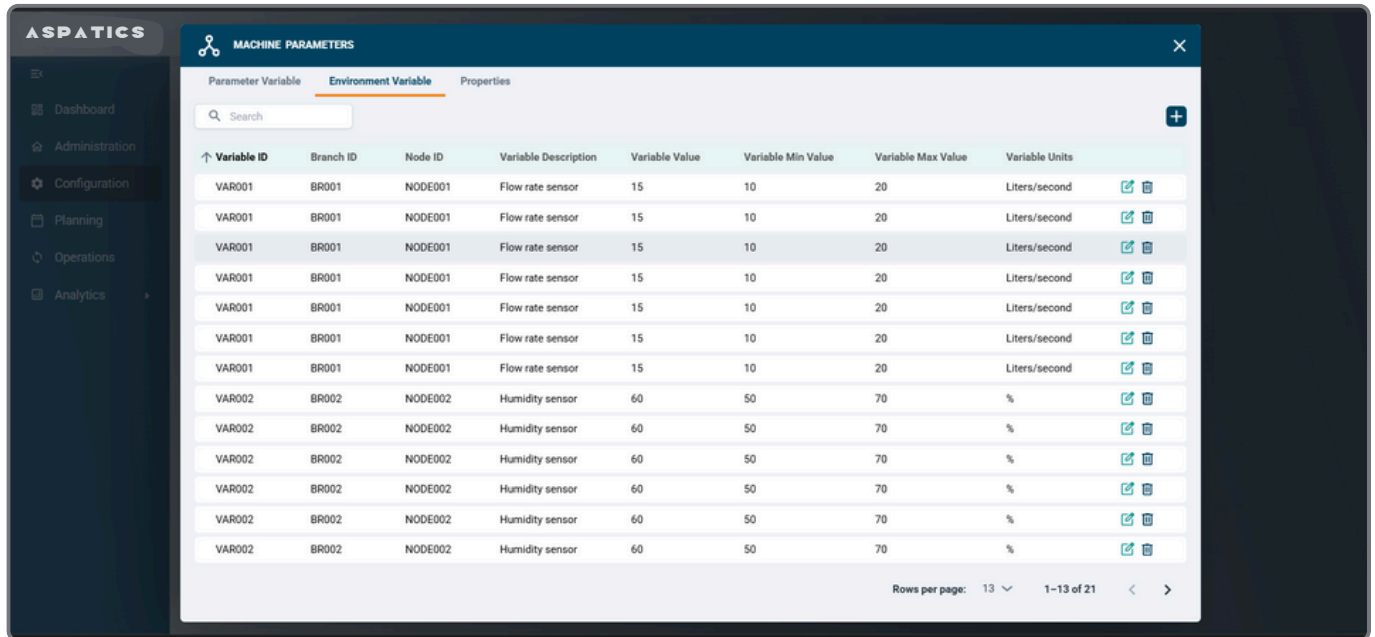 ASPATICS
MACHINE PARAMETERS
Dashboard
Administration
Configuration
Planning
Operations
Analytics
Parameter Variable Environment Variable Properties
Search
Variable ID Branch ID Node ID Variable Description Variable Value Variable Min Value Variable Max Value Variable Units
VAR001 BR001 NODE001 Flow rate sensor 15 10 20 Liters/second
VAR001 BR001 NODE001 Flow rate sensor 15 10 20 Liters/second
VAR001 BR001 NODE001 Flow rate sensor 15 10 20 Liters/second
VAR001 BR001 NODE001 Flow rate sensor 15 10 20 Liters/second
VAR001 BR001 NODE001 Flow rate sensor 15 10 20 Liters/second
VAR001 BR001 NODE001 Flow rate sensor 15 10 20 Liters/second
VAR001 BR001 NODE001 Flow rate sensor 15 10 20 Liters/second
VAR002 BR002 NODE002 Humidity sensor 60 50 70 %
VAR002 BR002 NODE002 Humidity sensor 60 50 70 %
VAR002 BR002 NODE002 Humidity sensor 60 50 70 %
VAR002 BR002 NODE002 Humidity sensor 60 50 70 %
VAR002 BR002 NODE002 Humidity sensor 60 50 70 %
VAR002 BR002 NODE002 Humidity sensor 60 50 70 %
Rows per page: 13 1–13 of 21